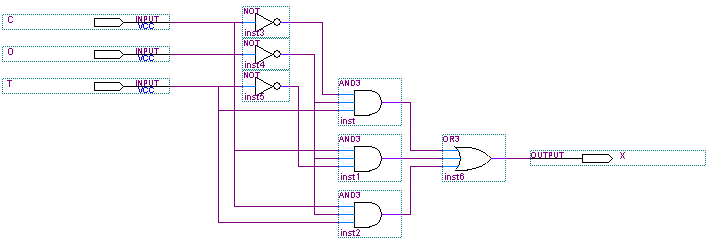 C INPUT VCC
O INPUT VCC
T INPUT VCC
NOT
inst3
NOT
inst4
NOT
inst5
AND3
inst
AND3
inst1
AND3
inst2
OR3
inst6
OUTPUT X